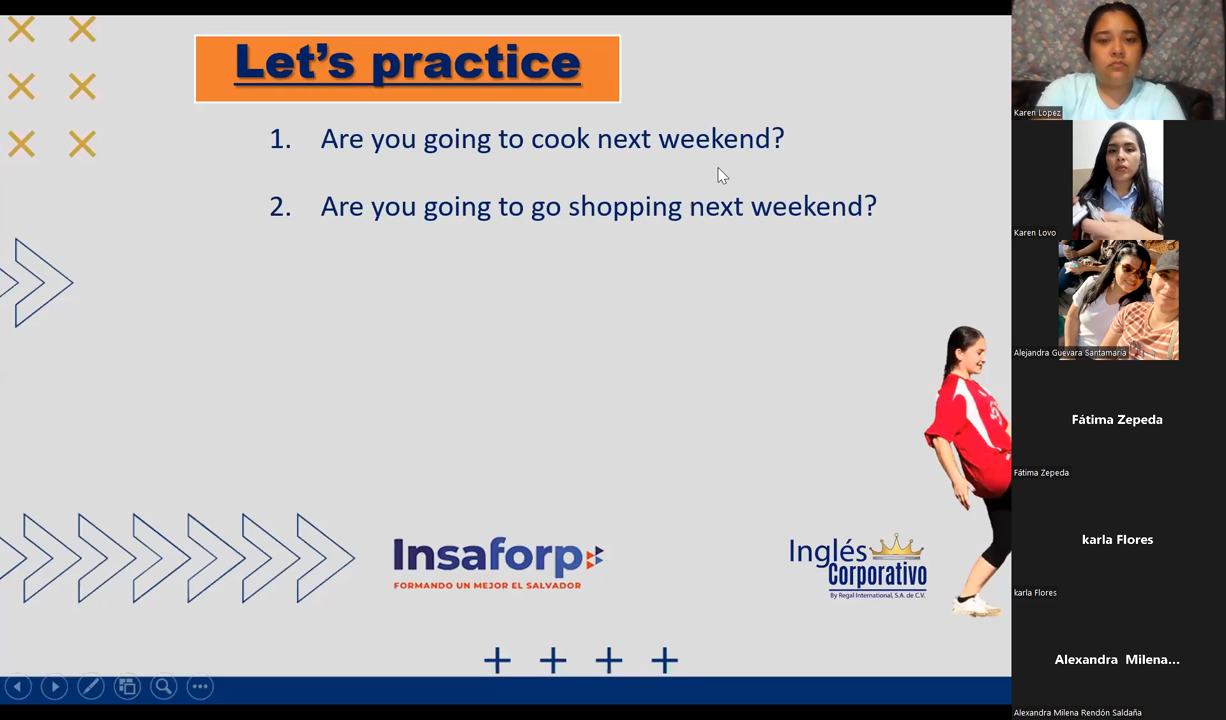 Let's practice
1. Are you going to cook next weekend?
2. Are you going to go shopping next weekend?
Insaforp
FORMANDO UN MEJOR EL SALVADOR
Inglés
Corporativo
By Regal International, S.A. de C.V.
Karen Lopez
Karen Lovo
Alejandra Guevara Santamaria
Fátima Zepeda
Fátima Zepeda
karla Flores
karla Flores
Alexandra Milena...
Alexandra Milena Rendón Saldaña